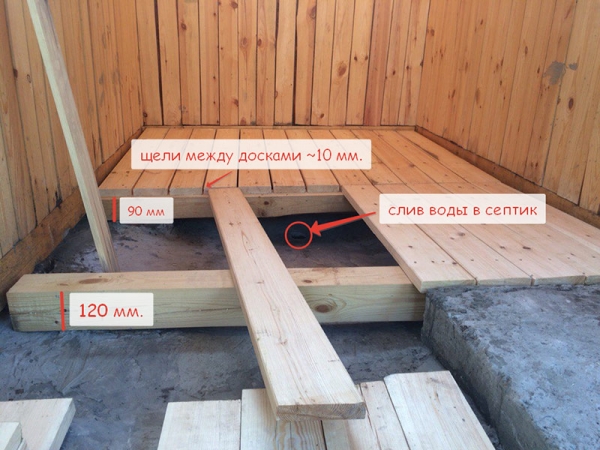 щели между досками ~10 мм.
90 мм
слив воды в септик
120 мм.